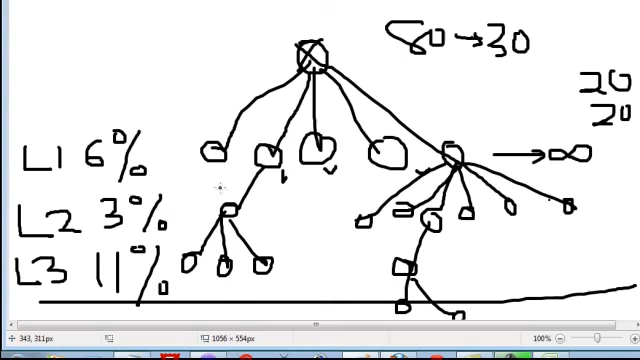 80→30
20
20
L1 6%
→∞
L2 3%
L3 11%
343, 311px
1056 × 554px
100%